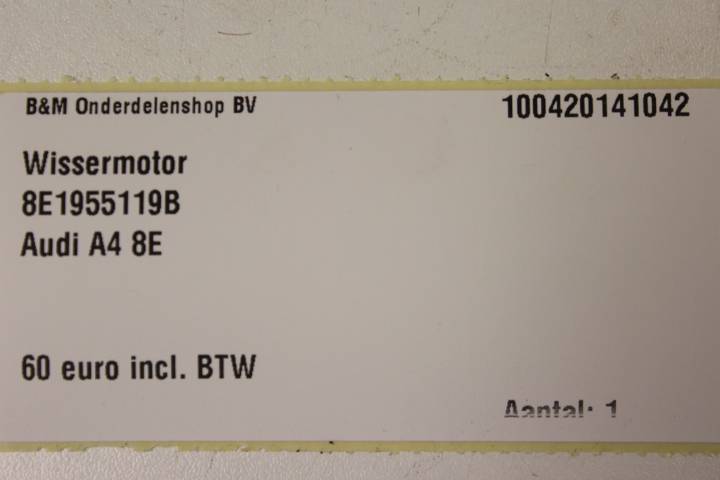 B&M Onderdelenshop BV 100420141042
Wissermotor
8E1955119B
Audi A4 8E
60 euro incl. BTW
Aantal: 1